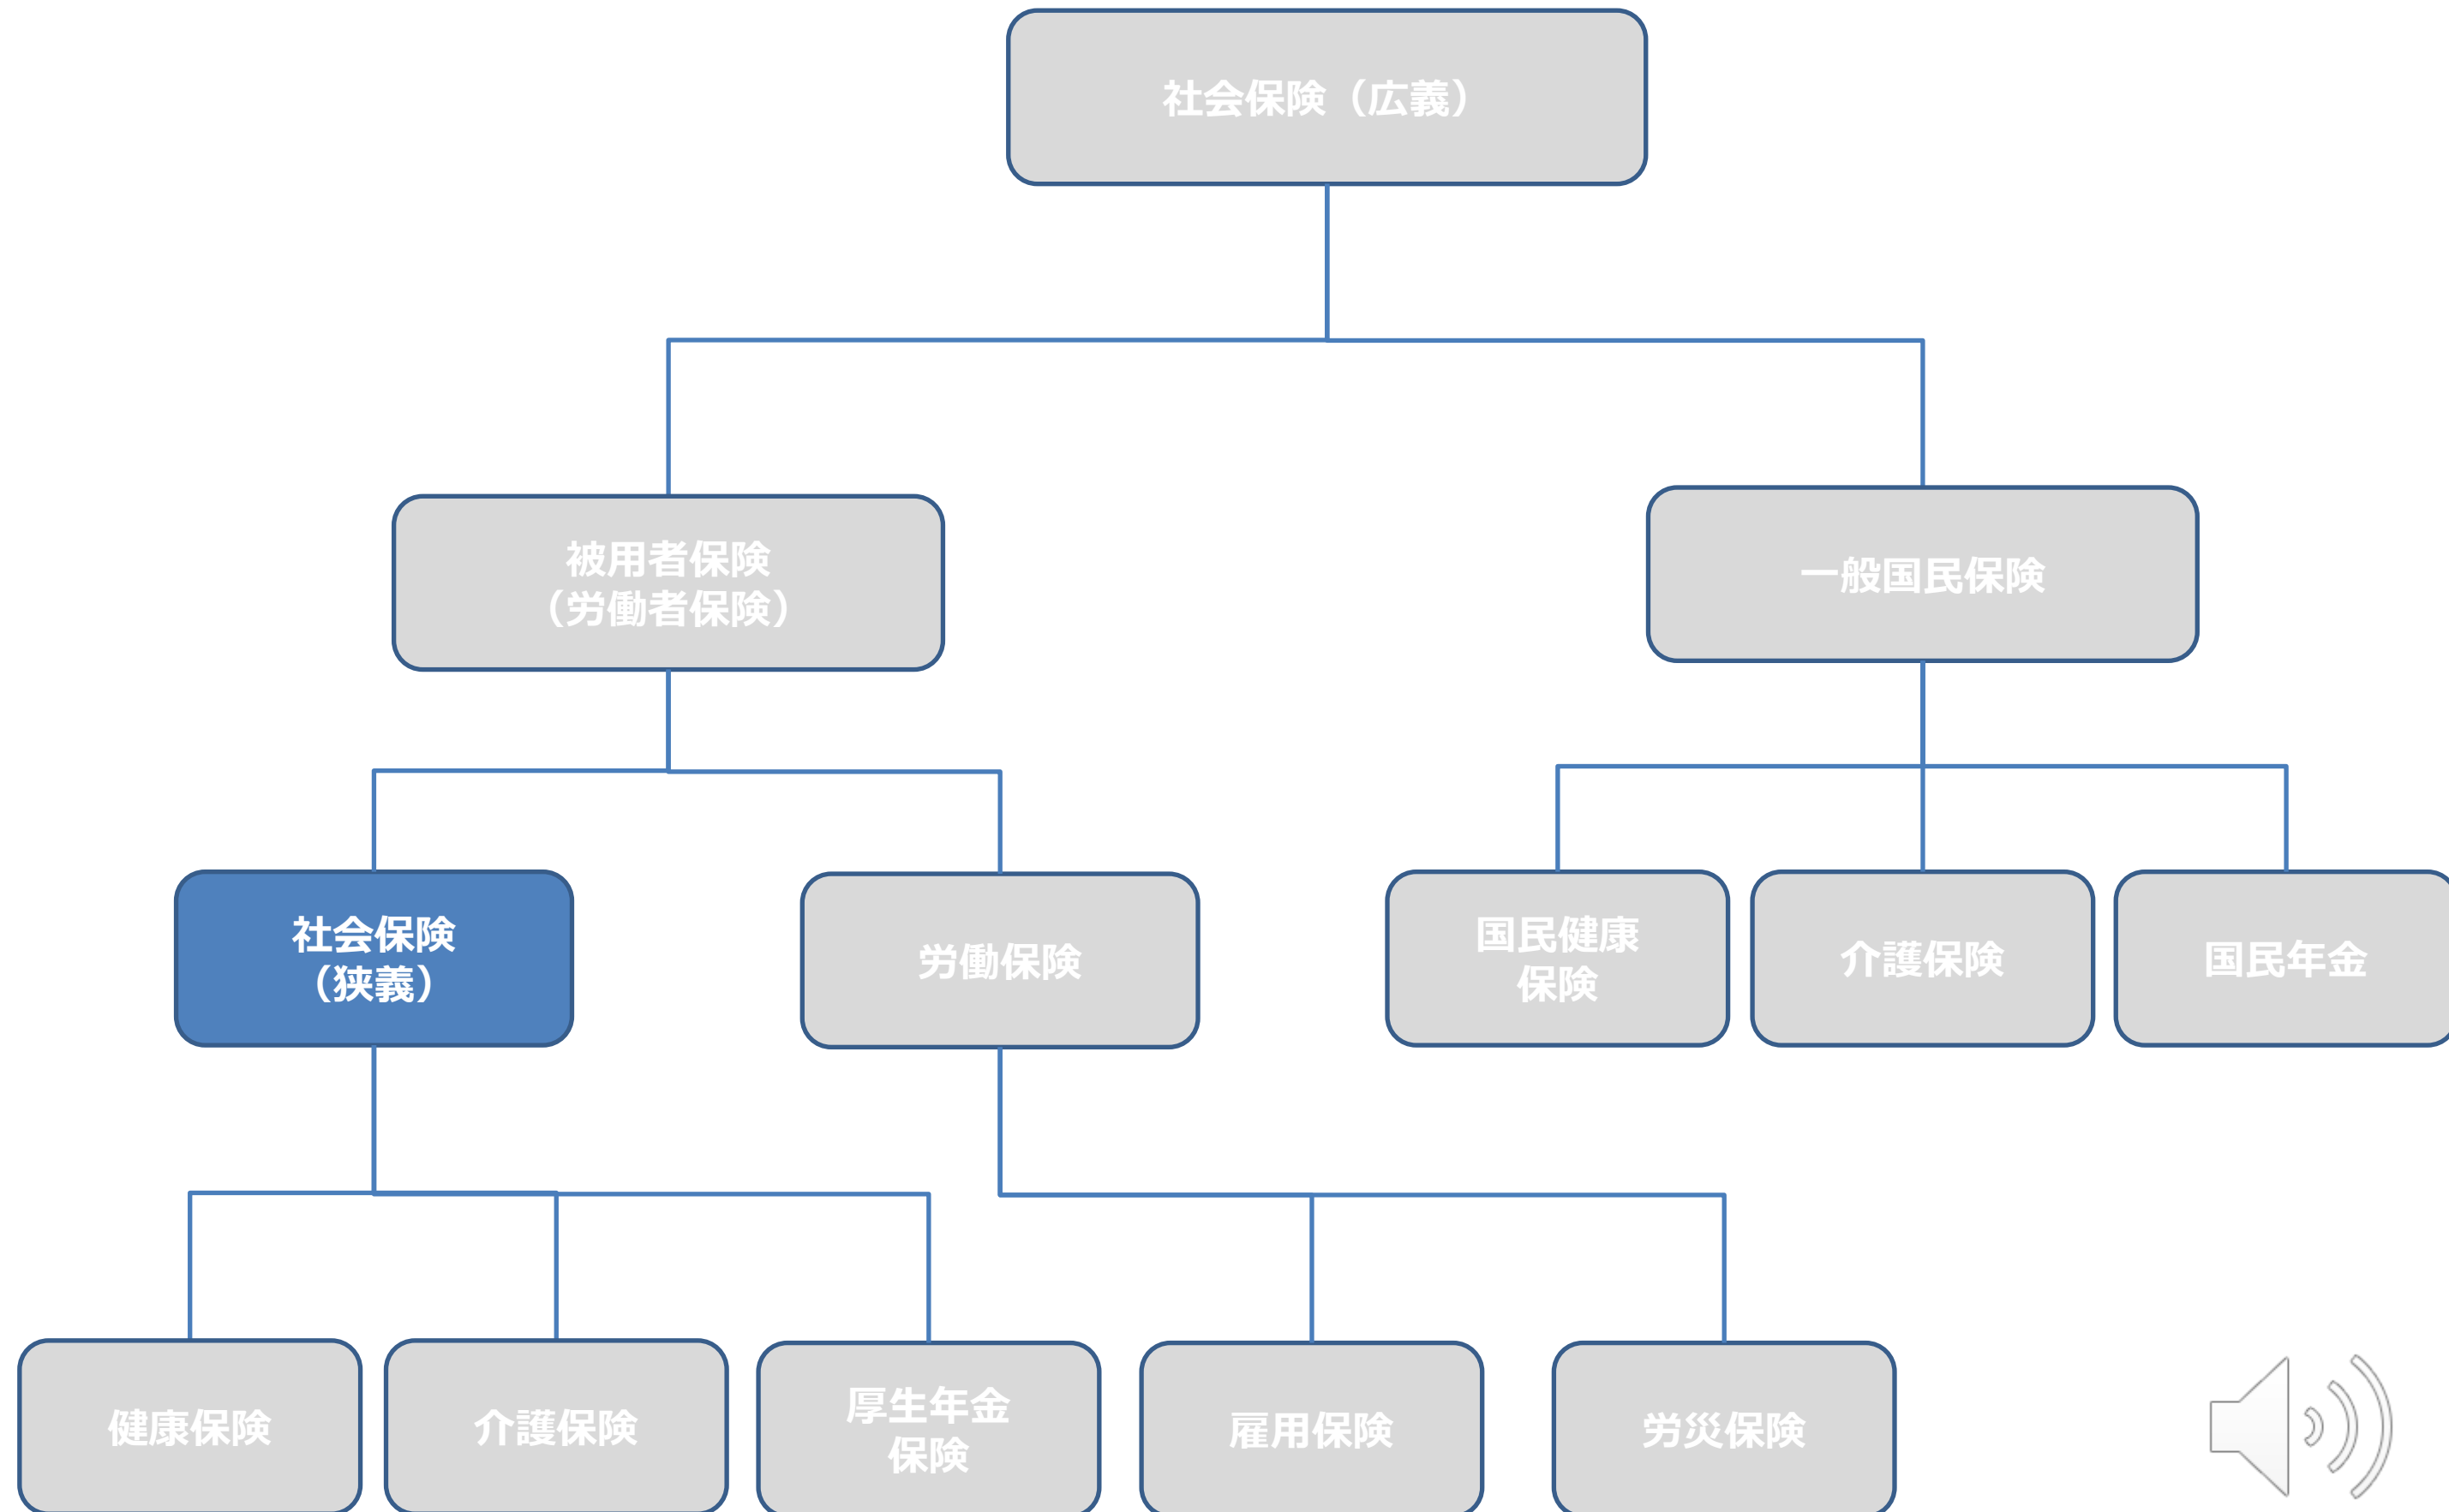 社会保険（広義）
被用者保険
（労働者保険）
一般国民保険
社会保険
（狭義）
労働保険
国民健康
保険
介護保険
国民年金
健康保険
介護保険
厚生年金
保険
雇用保険
労災保険